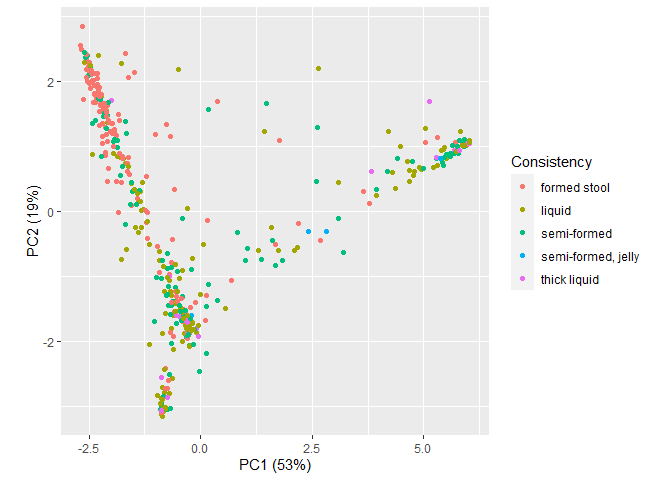 2
0
-2
PC2 (19%)
-2.5
0.0
2.5
5.0
PC1 (53%)
Consistency
formed stool
liquid
semi-formed
semi-formed, jelly
thick liquid